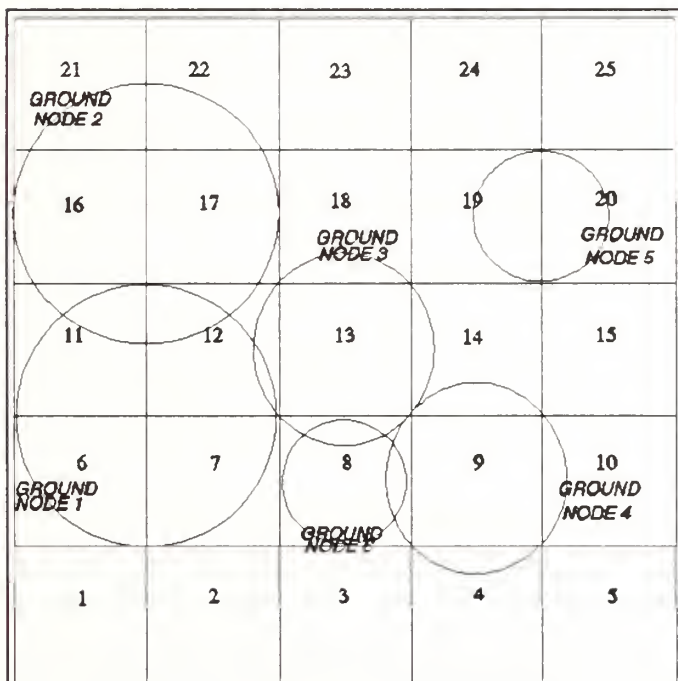 21 22 23 24 25
GROUND
NODE 2
16 17 18 19 20
GROUND
NODE 3
GROUND
NODE 5
11 12 13 14 15
6 7 8 9 10
GROUND
NODE 1
GROUND
NODE 4
GROUND
NODE
1 2 3 4 5